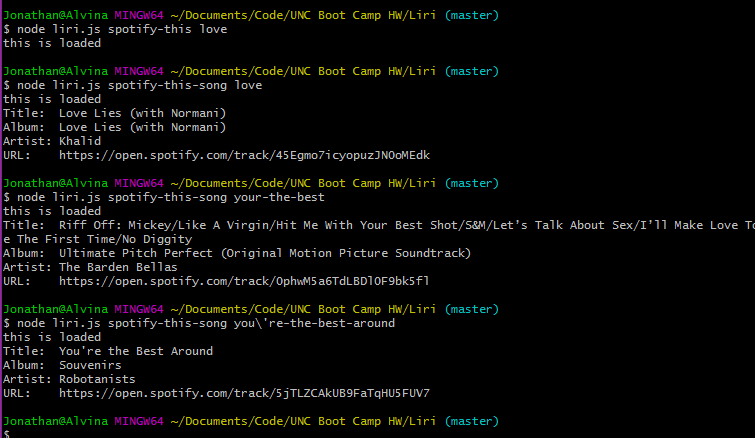 Jonathan@Alvina MINGW64 ~/Documents/Code/UNC Boot Camp HW/Liri (master)
$ node liri.js spotify-this love
this is loaded
Jonathan@Alvina MINGW64 ~/Documents/Code/UNC Boot Camp HW/Liri (master)
$ node liri.js spotify-this-song love
this is loaded
Title:  Love Lies (with Normani)
Album:  Love Lies (with Normani)
Artist: Khalid
URL:    https://open.spotify.com/track/45Egmo7icyopuzJN0oMEdk
Jonathan@Alvina MINGW64 ~/Documents/Code/UNC Boot Camp HW/Liri (master)
$ node liri.js spotify-this-song your-the-best
this is loaded
Title:  Riff Off: Mickey/Like A Virgin/Hit Me With Your Best Shot/S&M/Let's Talk About Sex/I'll Make Love To
e The First Time/No Diggity
Album:  Ultimate Pitch Perfect (Original Motion Picture Soundtrack)
Artist: The Barden Bellas
URL:    https://open.spotify.com/track/0phwM5a6TdLBDlOF9bk5fl
Jonathan@Alvina MINGW64 ~/Documents/Code/UNC Boot Camp HW/Liri (master)
$ node liri.js spotify-this-song you\'re-the-best-around
this is loaded
Title:  You're the Best Around
Album:  Souvenirs
Artist: Robotanists
URL:    https://open.spotify.com/track/5jTLZCAkUB9FaTqHU5FUV7
Jonathan@Alvina MINGW64 ~/Documents/Code/UNC Boot Camp HW/Liri (master)
$